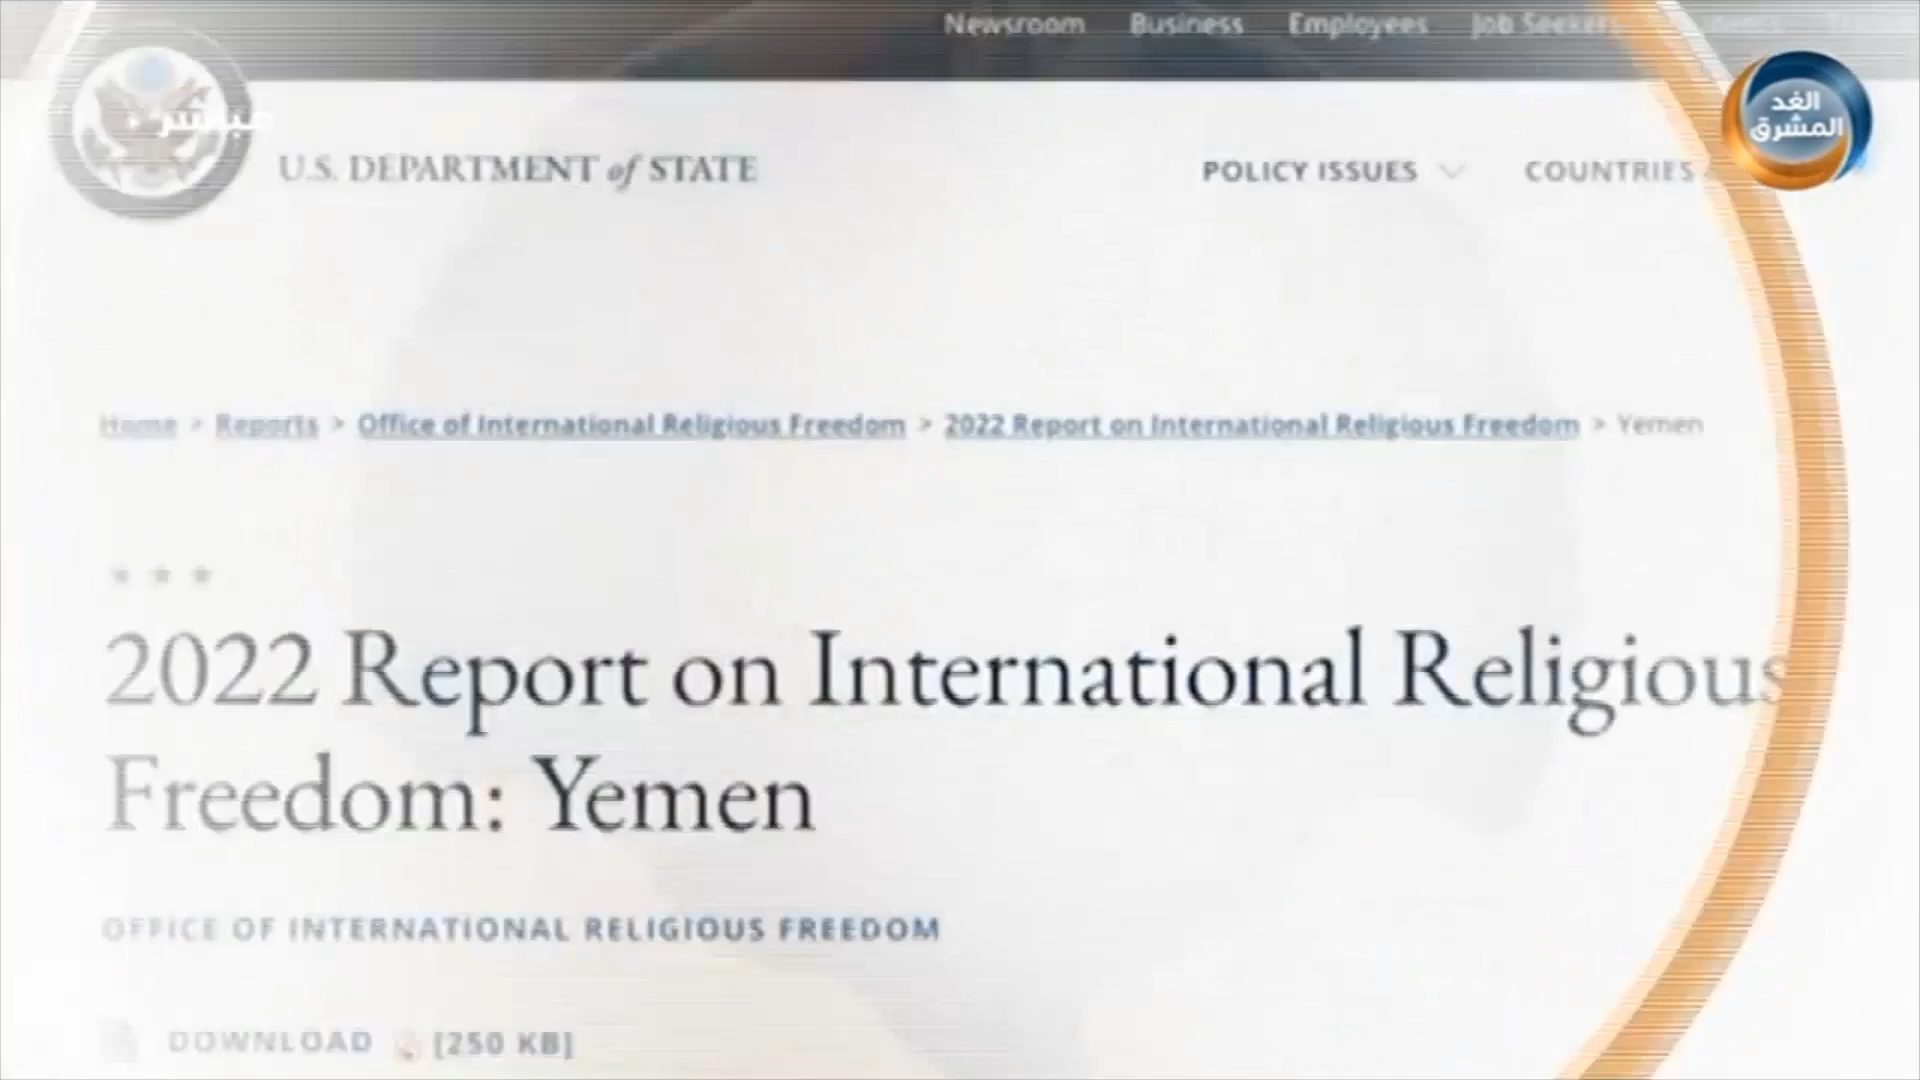 Newsroom Business Employees Job Seekers
الغد
المشرق
مباشر
U.S. DEPARTMENT of STATE
POLICY ISSUES COUNTRIES
Home > Reports > Office of International Religious Freedom > 2022 Report on International Religious Freedom > Yemen
2022 Report on International Religious
Freedom: Yemen
OFFICE OF INTERNATIONAL RELIGIOUS FREEDOM
DOWNLOAD [250 KB]